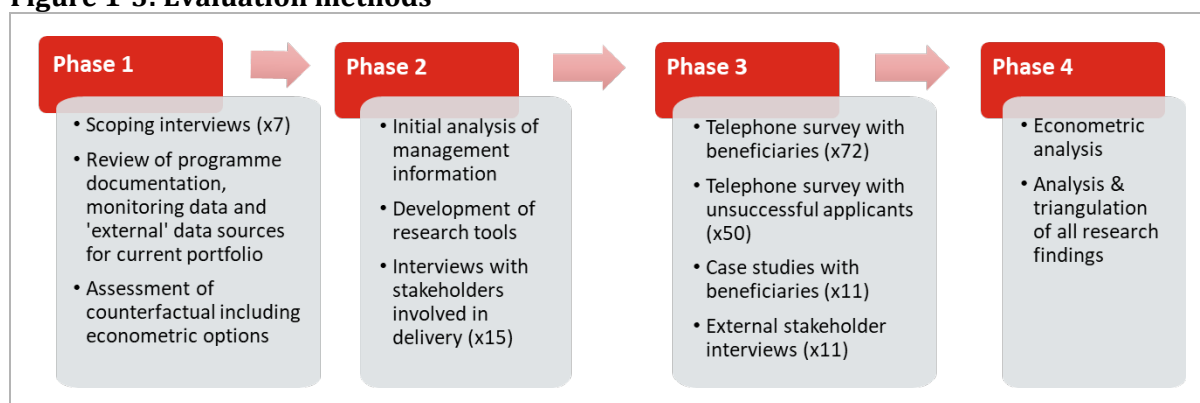 Figure 1-3: Evaluation methods
Phase 1
• Scoping interviews (x7)
• Review of programme
documentation,
monitoring data and
'external' data sources
for current portfolio
• Assessment of
counterfactual including
econometric options
Phase 2
• Initial analysis of
management
information
• Development of
research tools
• Interviews with
stakeholders
involved in
delivery (x15)
Phase 3
• Telephone survey with
beneficiaries (x72)
• Telephone survey with
unsuccessful applicants
(x50)
• Case studies with
beneficiaries (x11)
• External stakeholder
interviews (x11)
Phase 4
• Econometric
analysis
• Analysis &
triangulation
of all research
findings